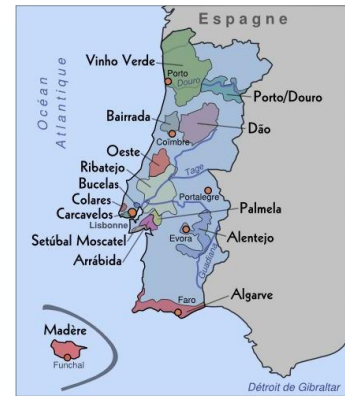 Espagne
Océan
Atlantique
Vinho Verde
Porto
Douro
Porto/Douro
Bairrada
Coïmbre
Dão
Oeste
Ribatejo
Tage
Bucelas
Portalegre
Colares
Carcavelos
Lisbonne
Palmela
Setúbal Moscatel
Evora
Alentejo
Arrábida
Guadiana
Faro
Algarve
Madère
Funchal
Détroit de Gibraltar